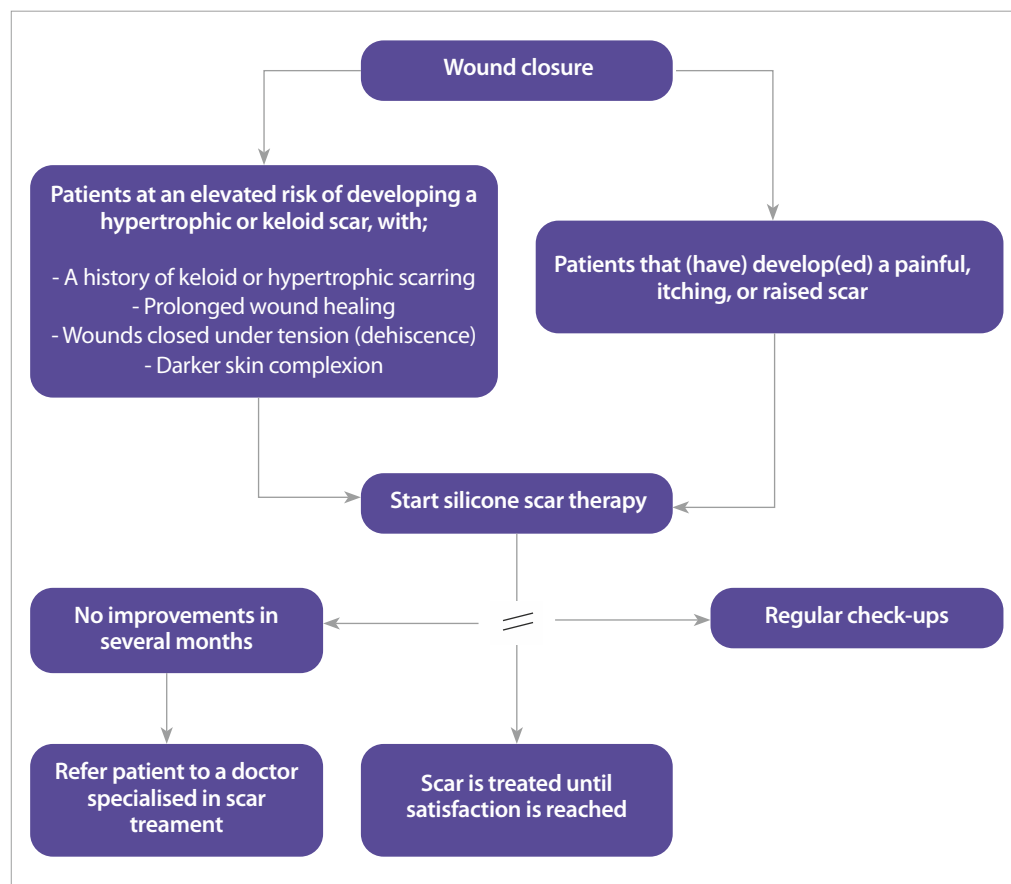 Wound closure
Patients at an elevated risk of developing a
hypertrophic or keloid scar, with;
- A history of keloid or hypertrophic scarring
- Prolonged wound healing
- Wounds closed under tension (dehiscence)
- Darker skin complexion
Patients that (have) develop(ed) a painful,
itching, or raised scar
Start silicone scar therapy
No improvements in
several months
Regular check-ups
Refer patient to a doctor
specialised in scar
treament
Scar is treated until
satisfaction is reached